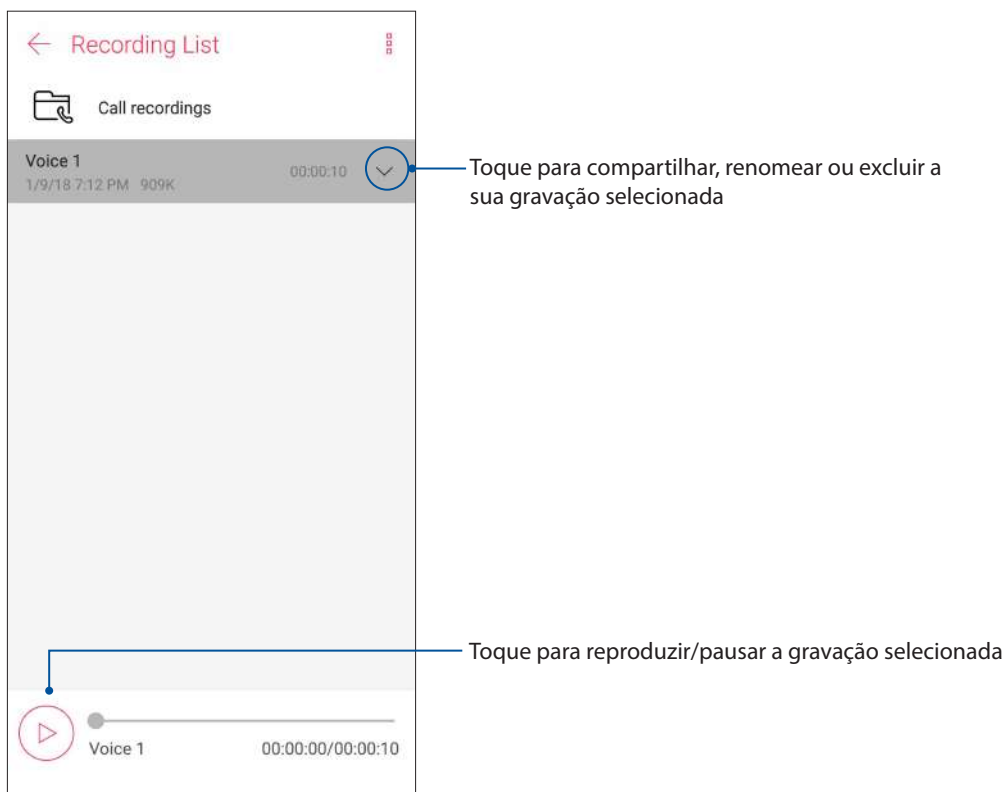 Recording List
Call recordings
Voice 1
00:00:10
1/9/18 7:12 PM 909K
Toque para compartilhar, renomear ou excluir a
sua gravação selecionada
Toque para reproduzir/pausar a gravação selecionada
Voice 1
00:00:00/00:00:10